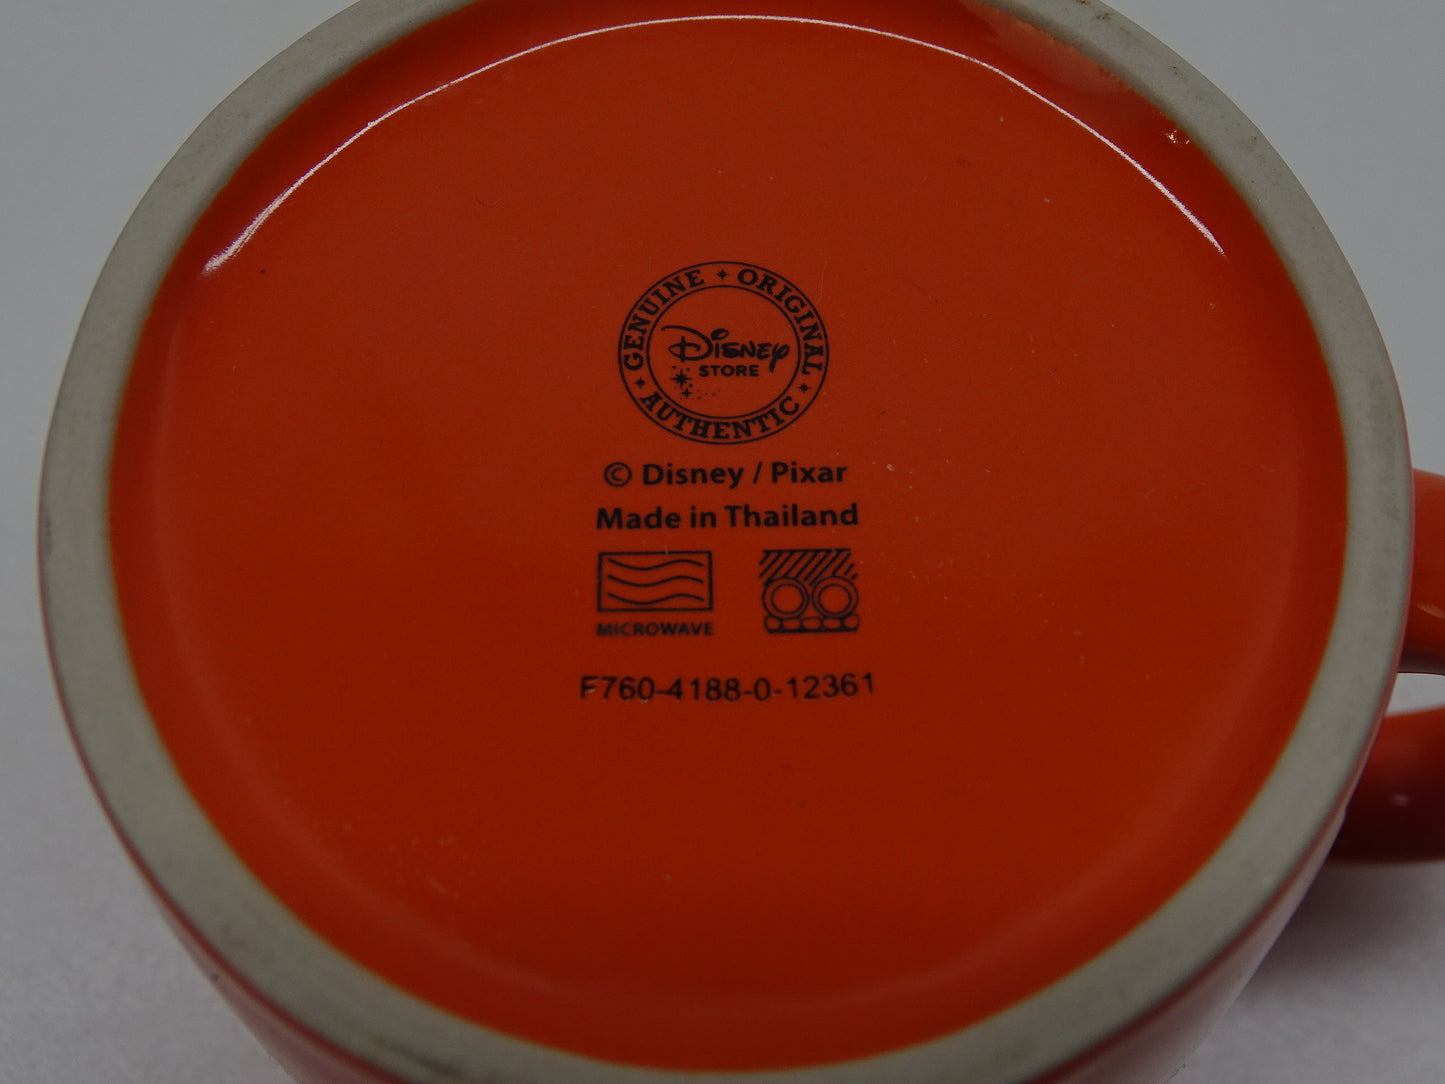 GENUINE ORIGINAL AUTHENTIC
Disney
STORE
© Disney / Pixar
Made in Thailand
MICROWAVE
F760-4188-0-12361